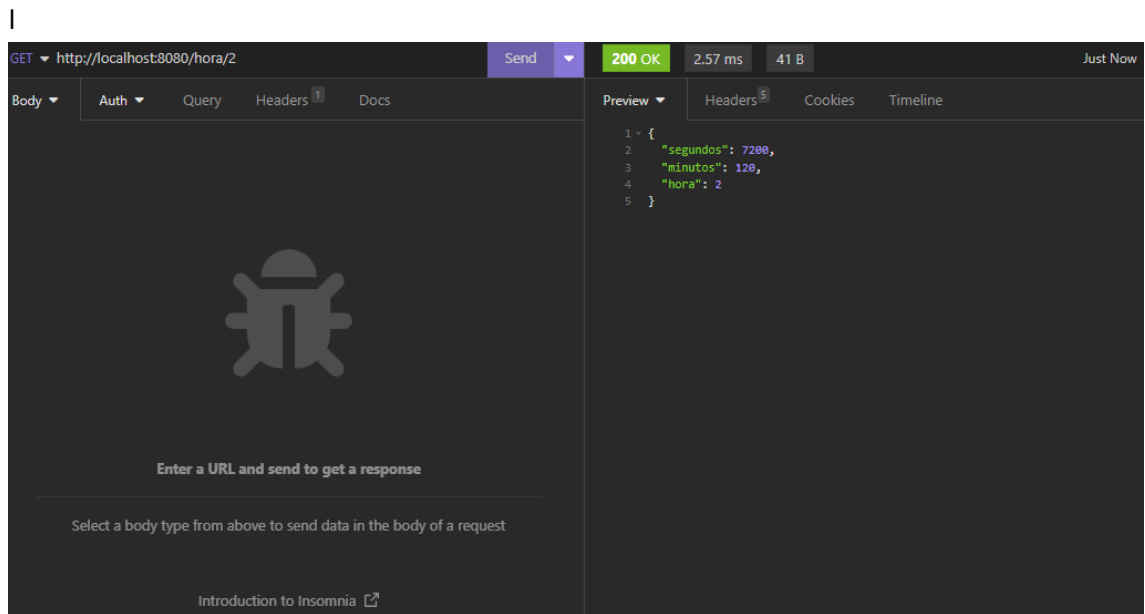 GET http://localhost:8080/hora/2 Send 200 OK 2.57 ms 41 B Just Now
Body Auth Query Headers 1 Docs Preview Headers 5 Cookies Timeline
1 {
2 "segundos": 7200,
3 "minutos": 120,
4 "hora": 2
5 }
Enter a URL and send to get a response
Select a body type from above to send data in the body of a request
Introduction to Insomnia